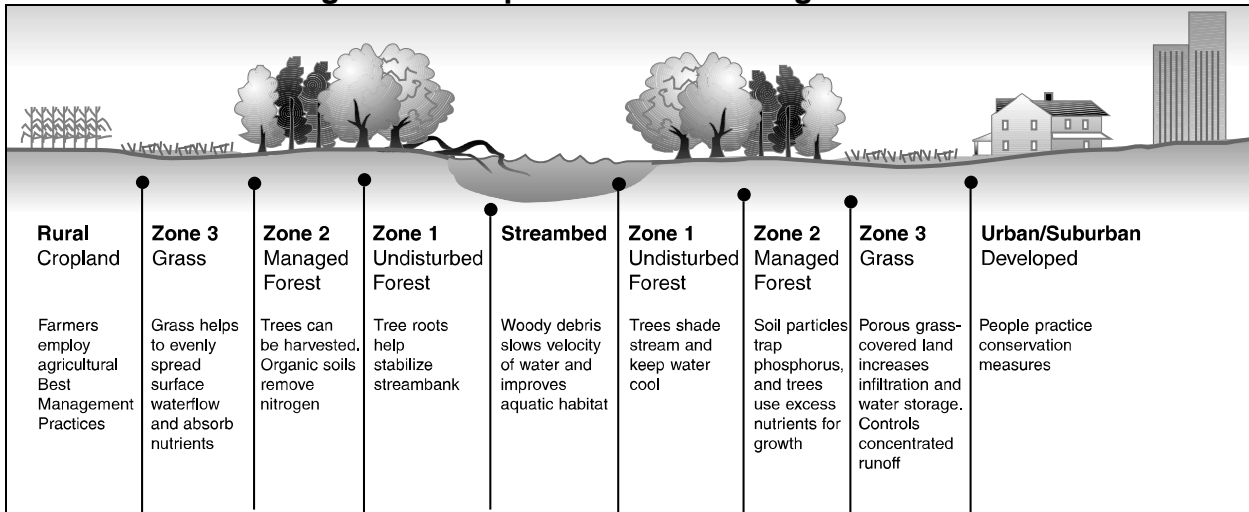 Rural
Cropland
Farmers
employ
agricultural
Best
Management
Practices
Zone 3
Grass
Grass helps
to evenly
spread
surface
waterflow
and absorb
nutrients
Zone 2
Managed
Forest
Trees can
be harvested.
Organic soils
remove
nitrogen
Zone 1
Undisturbed
Forest
Tree roots
help
stabilize
streambank
Streambed
Woody debris
slows velocity
of water and
improves
aquatic habitat
Zone 1
Undisturbed
Forest
Trees shade
stream and
keep water
cool
Zone 2
Managed
Forest
Soil particles
trap
phosphorus,
and trees
use excess
nutrients for
growth
Zone 3
Grass
Porous grass-
covered land
increases
infiltration and
water storage.
Controls
concentrated
runoff
Urban/Suburban
Developed
People practice
conservation
measures